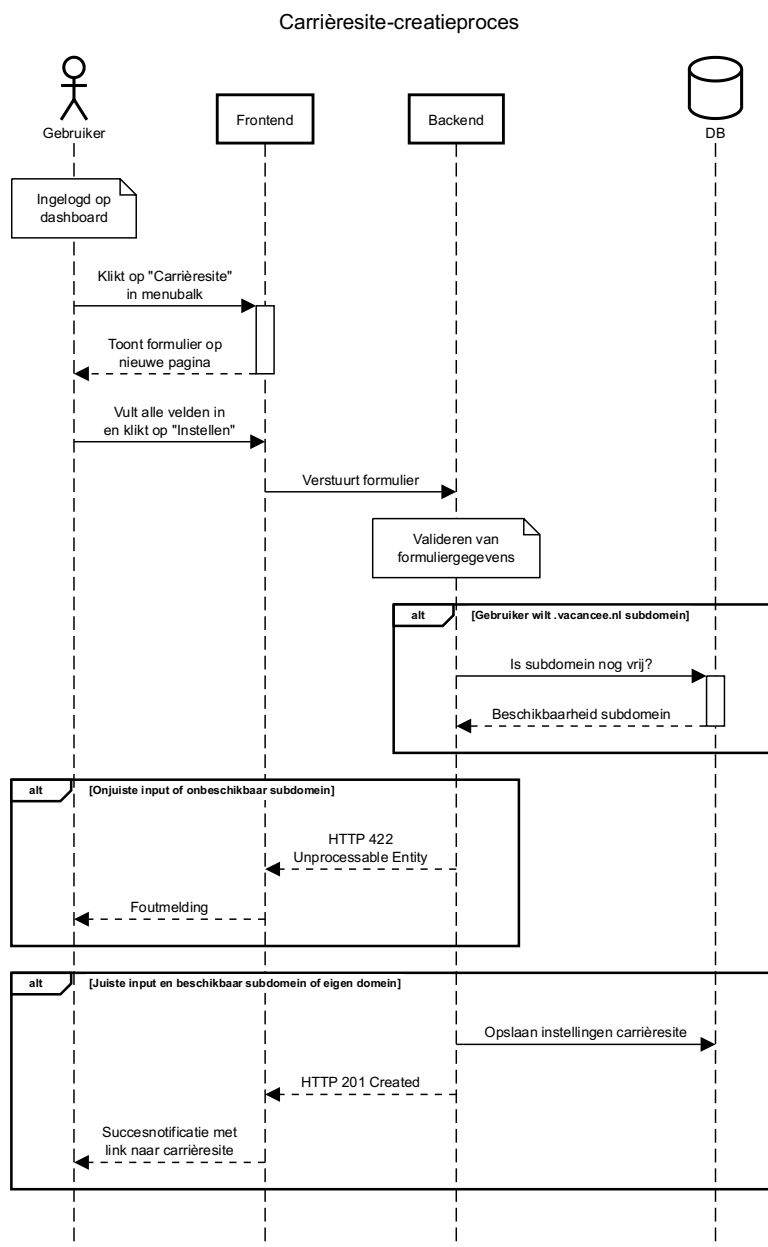 Carrièresite-creatieproces
Gebruiker
Frontend
Backend
DB
Ingelogd op
dashboard
Klikt op "Carrièresite"
in menubalk
Toont formulier op
nieuwe pagina
Vult alle velden in
en klikt op "Instellen"
Verstuurt formulier
Valideren van
formuliergegevens
alt [Gebruiker wilt .vacancee.nl subdomein]
Is subdomein nog vrij?
Beschikbaarheid subdomein
alt [Onjuiste input of onbeschikbaar subdomein]
HTTP 422
Unprocessable Entity
Foutmelding
alt [Juiste input en beschikbaar subdomein of eigen domein]
Opslaan instellingen carrièresite
HTTP 201 Created
Succesnotificatie met
link naar carrièresite